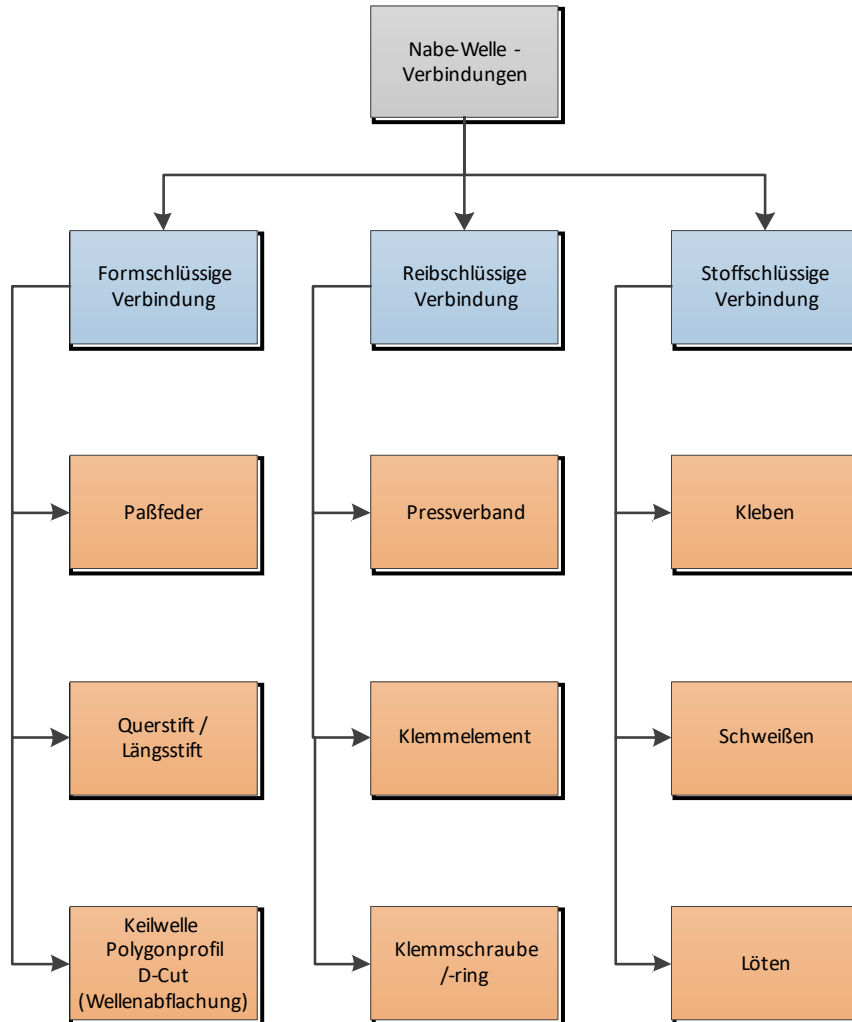 Nabe-Welle -
Verbindungen
Formschlüssige
Verbindung
Reibschlüssige
Verbindung
Stoffschlüssige
Verbindung
Paßfeder
Pressverband
Kleben
Querstift /
Längsstift
Klemmelement
Schweißen
Keilwelle
Polygonprofil
D-Cut
(Wellenabflachung)
Klemmschraube
/-ring
Löten